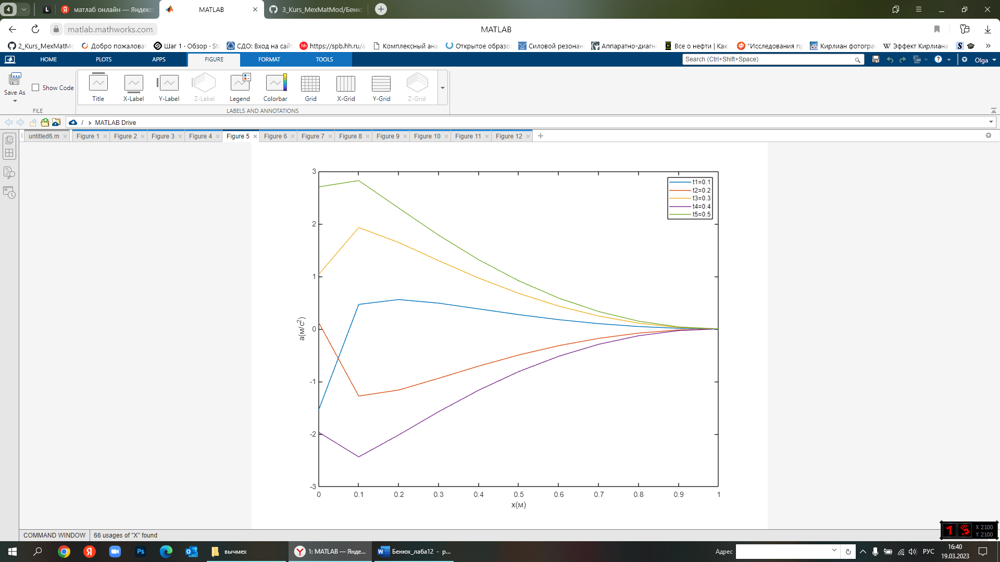 4
L
матлаб онлайн — Яндекс
MATLAB
3_Kurs_MexMatMod/Беню
matlab.mathworks.com
MATLAB
2_Kurs_MexMatMo
Добро пожаловат
Шаг 1 · Обзор · Ste
СДО: Вход на сайт
hh https://spb.hh.ru/a
Комплексный ана
Открытое образо
Силовой резонан
Аппаратно-диагн
Все о нефти | Как
"Исследования пр
Кирлиан фотогра
W Эффект Кирлиана
S
HOME
PLOTS
APPS
FIGURE
FORMAT
TOOLS
Search (Ctrl+Shift+Space)
Olga
Save As
Show Code
Title
X-Label
Y-Label
Z-Label
Legend
Colorbar
Grid
X-Grid
Y-Grid
Z-Grid
FILE
LABELS AND ANNOTATIONS
/ MATLAB Drive
untitled6.m
Figure 1
Figure 2
Figure 3
Figure 4
Figure 5
Figure 6
Figure 7
Figure 8
Figure 9
Figure 10
Figure 11
Figure 12
3
2
1
0
-1
-2
-3
a(м/с²)
t1=0.1
t2=0.2
t3=0.3
t4=0.4
t5=0.5
0 0.1 0.2 0.3 0.4 0.5 0.6 0.7 0.8 0.9 1
x(м)
COMMAND WINDOW
66 usages of "X" found
X 2100
Y 2100
вычмех
1: MATLAB — Янде...
Бенюх_лаба12 - р...
Адрес
РУС
16:40
19.03.2023